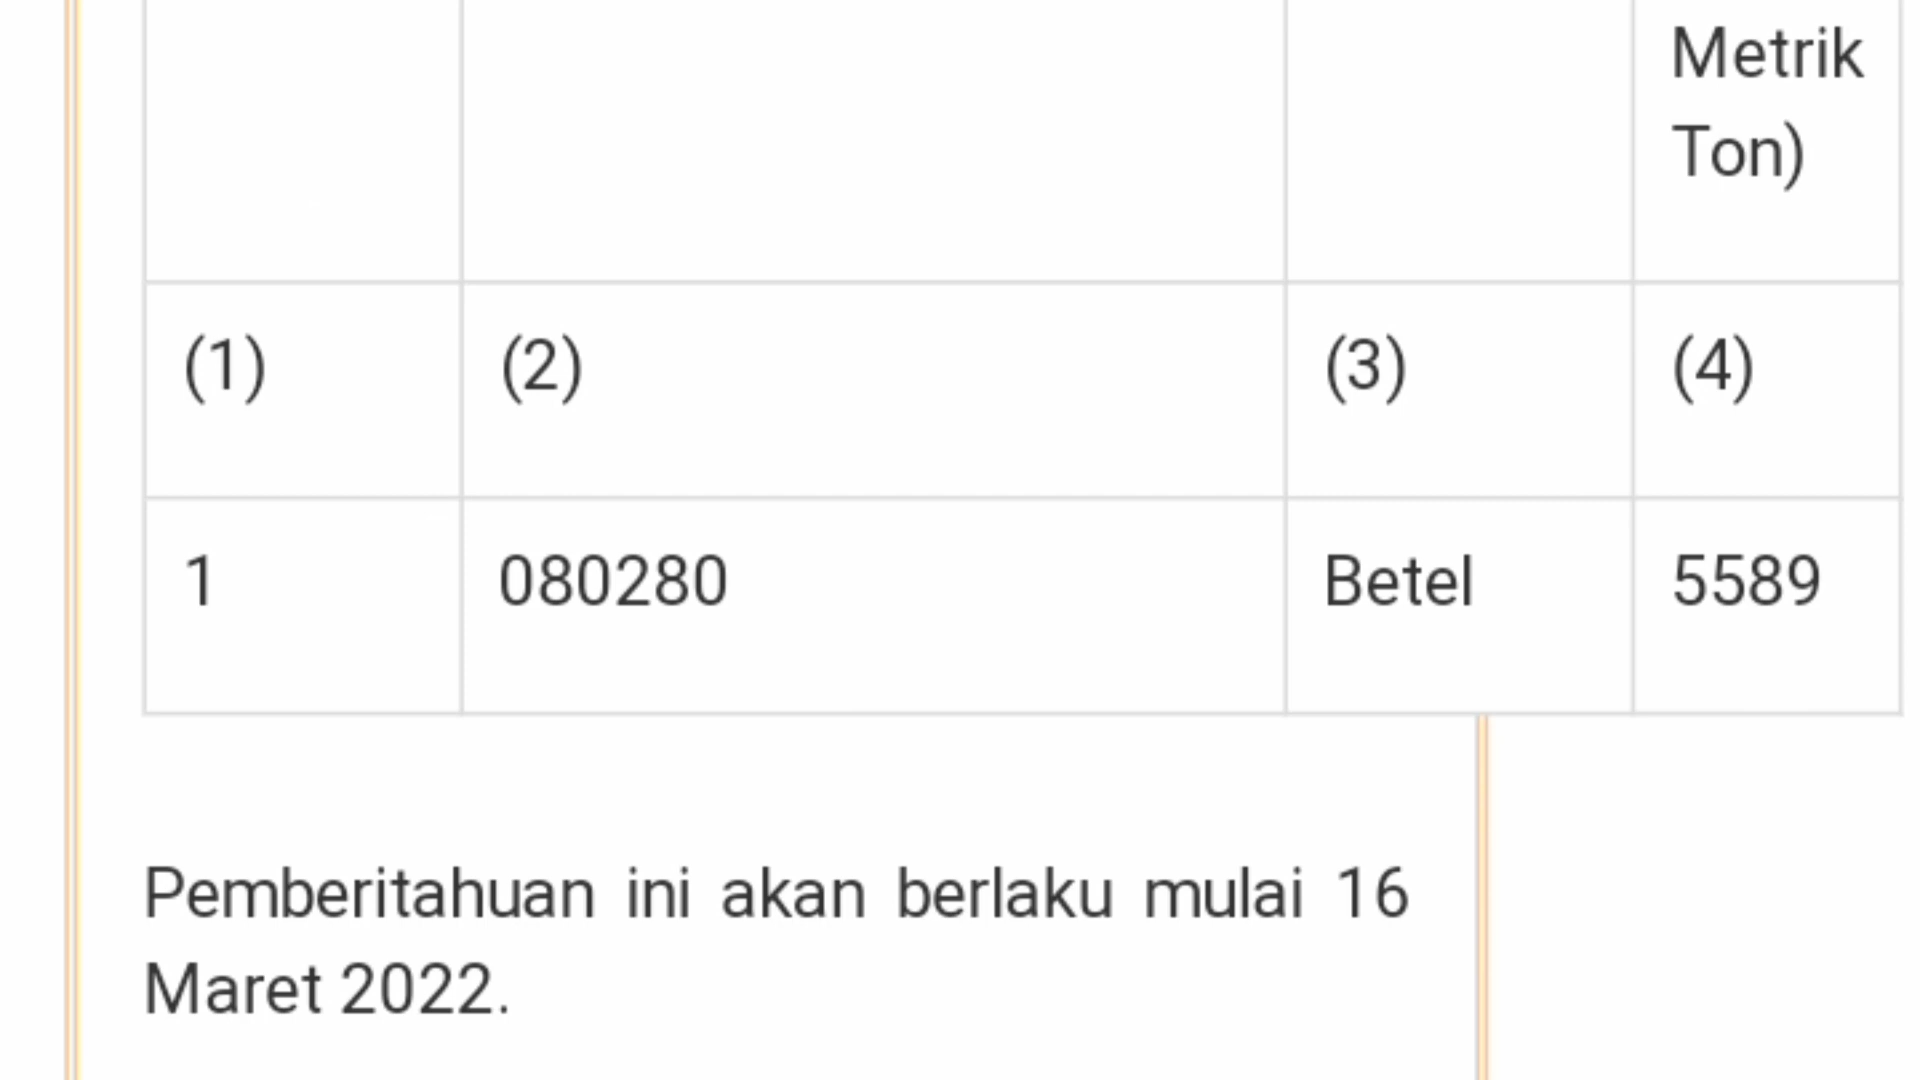 Metrik
Ton)
(1) (2) (3) (4)
1 080280 Betel 5589
Pemberitahuan ini akan berlaku mulai 16
Maret 2022.